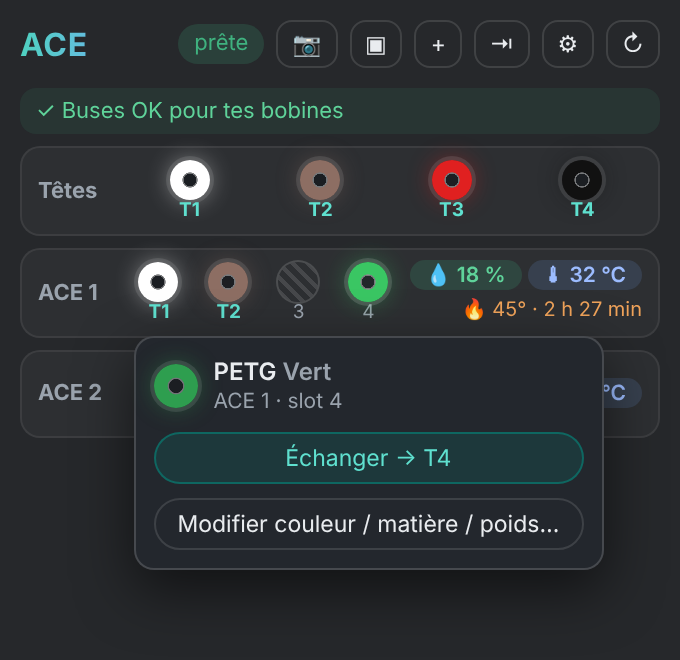 ACE
prête
✓ Buses OK pour tes bobines
Têtes
T1 T2 T3 T4
ACE 1
T1 T2 3 4
18 % 32 °C
45° · 2 h 27 min
ACE 2
°C
PETG Vert
ACE 1 · slot 4
Échanger → T4
Modifier couleur / matière / poids…